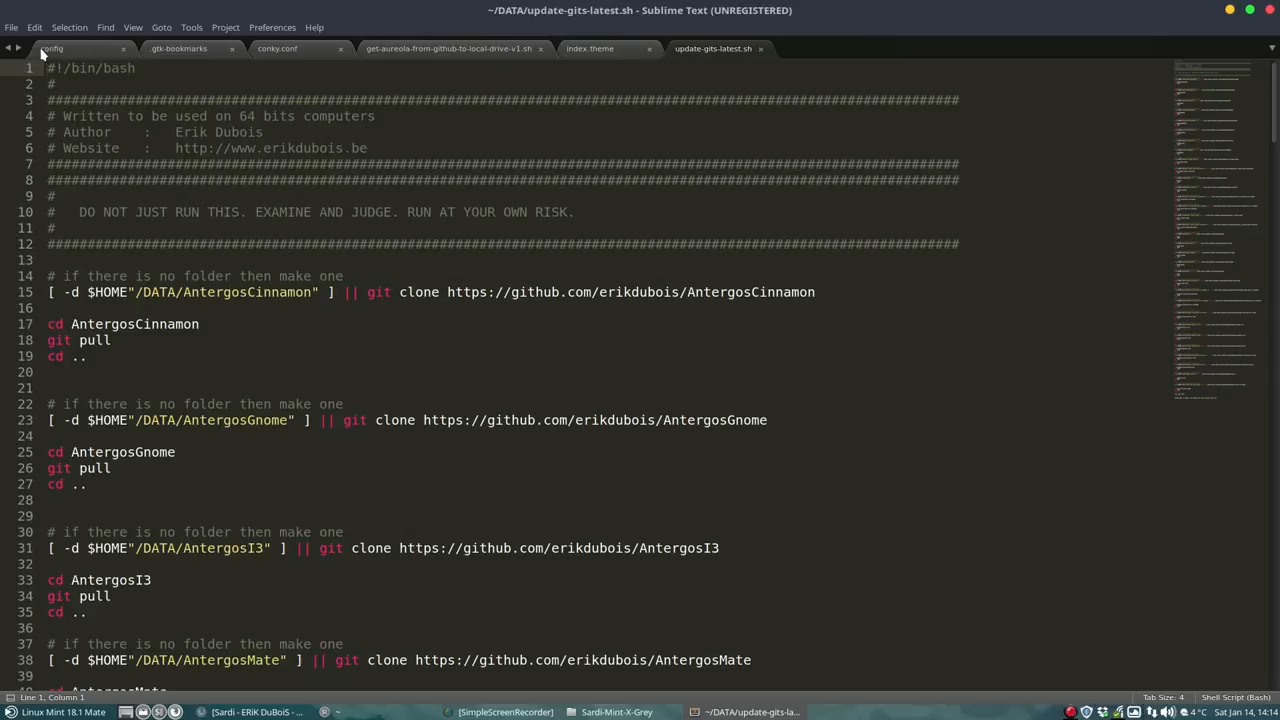 ~/DATA/update-gits-latest.sh - Sublime Text (UNREGISTERED)
File Edit Selection Find View Goto Tools Project Preferences Help
config .gtk-bookmarks conky.conf get-aureola-from-github-to-local-drive-v1.sh index.theme update-gits-latest.sh
1 #!/bin/bash
2 #
3 ##################################################################################################################
4 # Written to be used on 64 bits computers
5 # Author : Erik Dubois
6 # Website : http://www.erikdubois.be
7 ##################################################################################################################
8 ##################################################################################################################
9 #
10 # DO NOT JUST RUN THIS. EXAMINE AND JUDGE. RUN AT YOUR OWN RISK.
11 #
12 ##################################################################################################################
13
14 # if there is no folder then make one
15 [ -d $HOME"/DATA/AntergosCinnamon" ] || git clone https://github.com/erikdubois/AntergosCinnamon
16
17 cd AntergosCinnamon
18 git pull
19 cd ..
20
21
22 # if there is no folder then make one
23 [ -d $HOME"/DATA/AntergosGnome" ] || git clone https://github.com/erikdubois/AntergosGnome
24
25 cd AntergosGnome
26 git pull
27 cd ..
28
29
30 # if there is no folder then make one
31 [ -d $HOME"/DATA/AntergosI3" ] || git clone https://github.com/erikdubois/AntergosI3
32
33 cd AntergosI3
34 git pull
35 cd ..
36
37 # if there is no folder then make one
38 [ -d $HOME"/DATA/AntergosMate" ] || git clone https://github.com/erikdubois/AntergosMate
39
40 cd AntergosMate
Line 1, Column 1 Tab Size: 4 Shell Script (Bash)
Linux Mint 18.1 Mate [Sardi - ERiK DuBoiS - ... ~ [SimpleScreenRecorder] Sardi-Mint-X-Grey ~/DATA/update-gits-la... 4 °C Sat Jan 14, 14:14